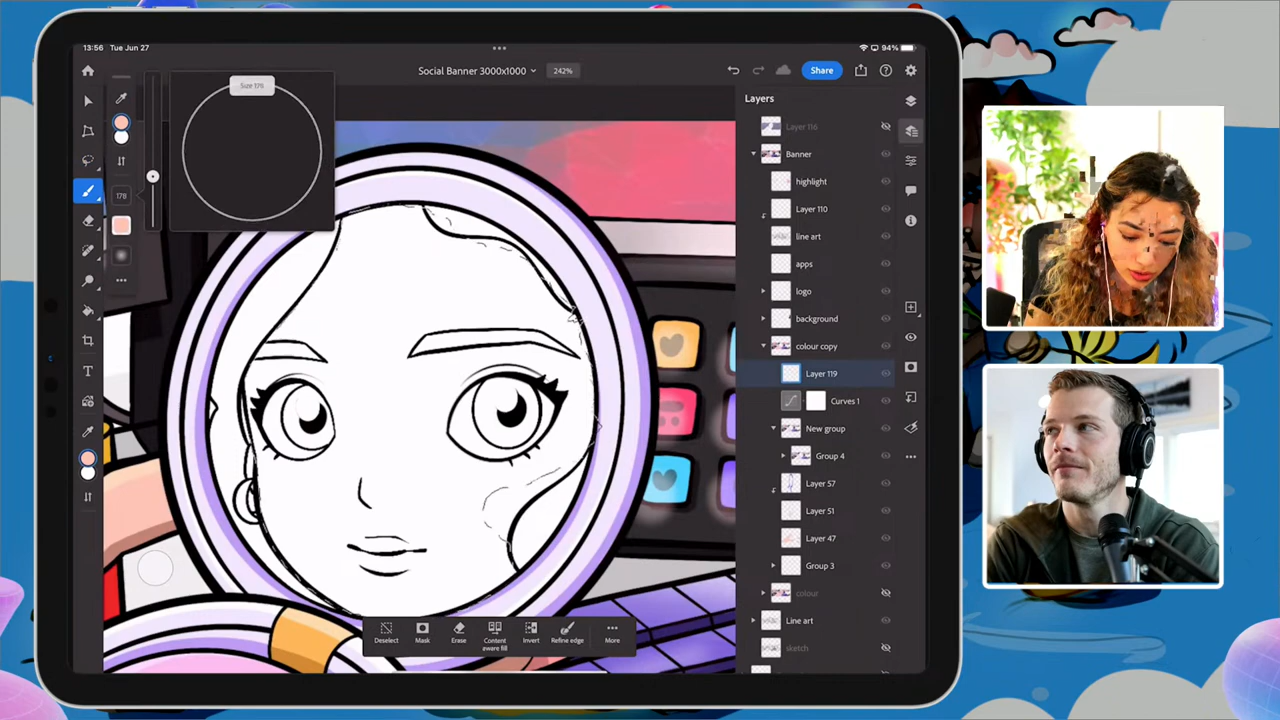 13:56 Tue Jun 27
94%
Social Banner 3000x1000
242%
Share
Size 178
178
Layers
Layer 116
Banner
highlight
Layer 110
line art
apps
logo
background
colour copy
Layer 119
Curves 1
New group
Group 4
Layer 57
Layer 51
Layer 47
Group 3
colour
Line art
sketch
Deselect
Mask
Erase
Content
aware fill
Invert
Refine edge
More